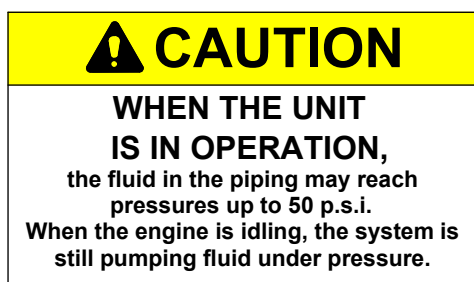 CAUTION
WHEN THE UNIT
IS IN OPERATION,
the fluid in the piping may reach
pressures up to 50 p.s.i.
When the engine is idling, the system is
still pumping fluid under pressure.